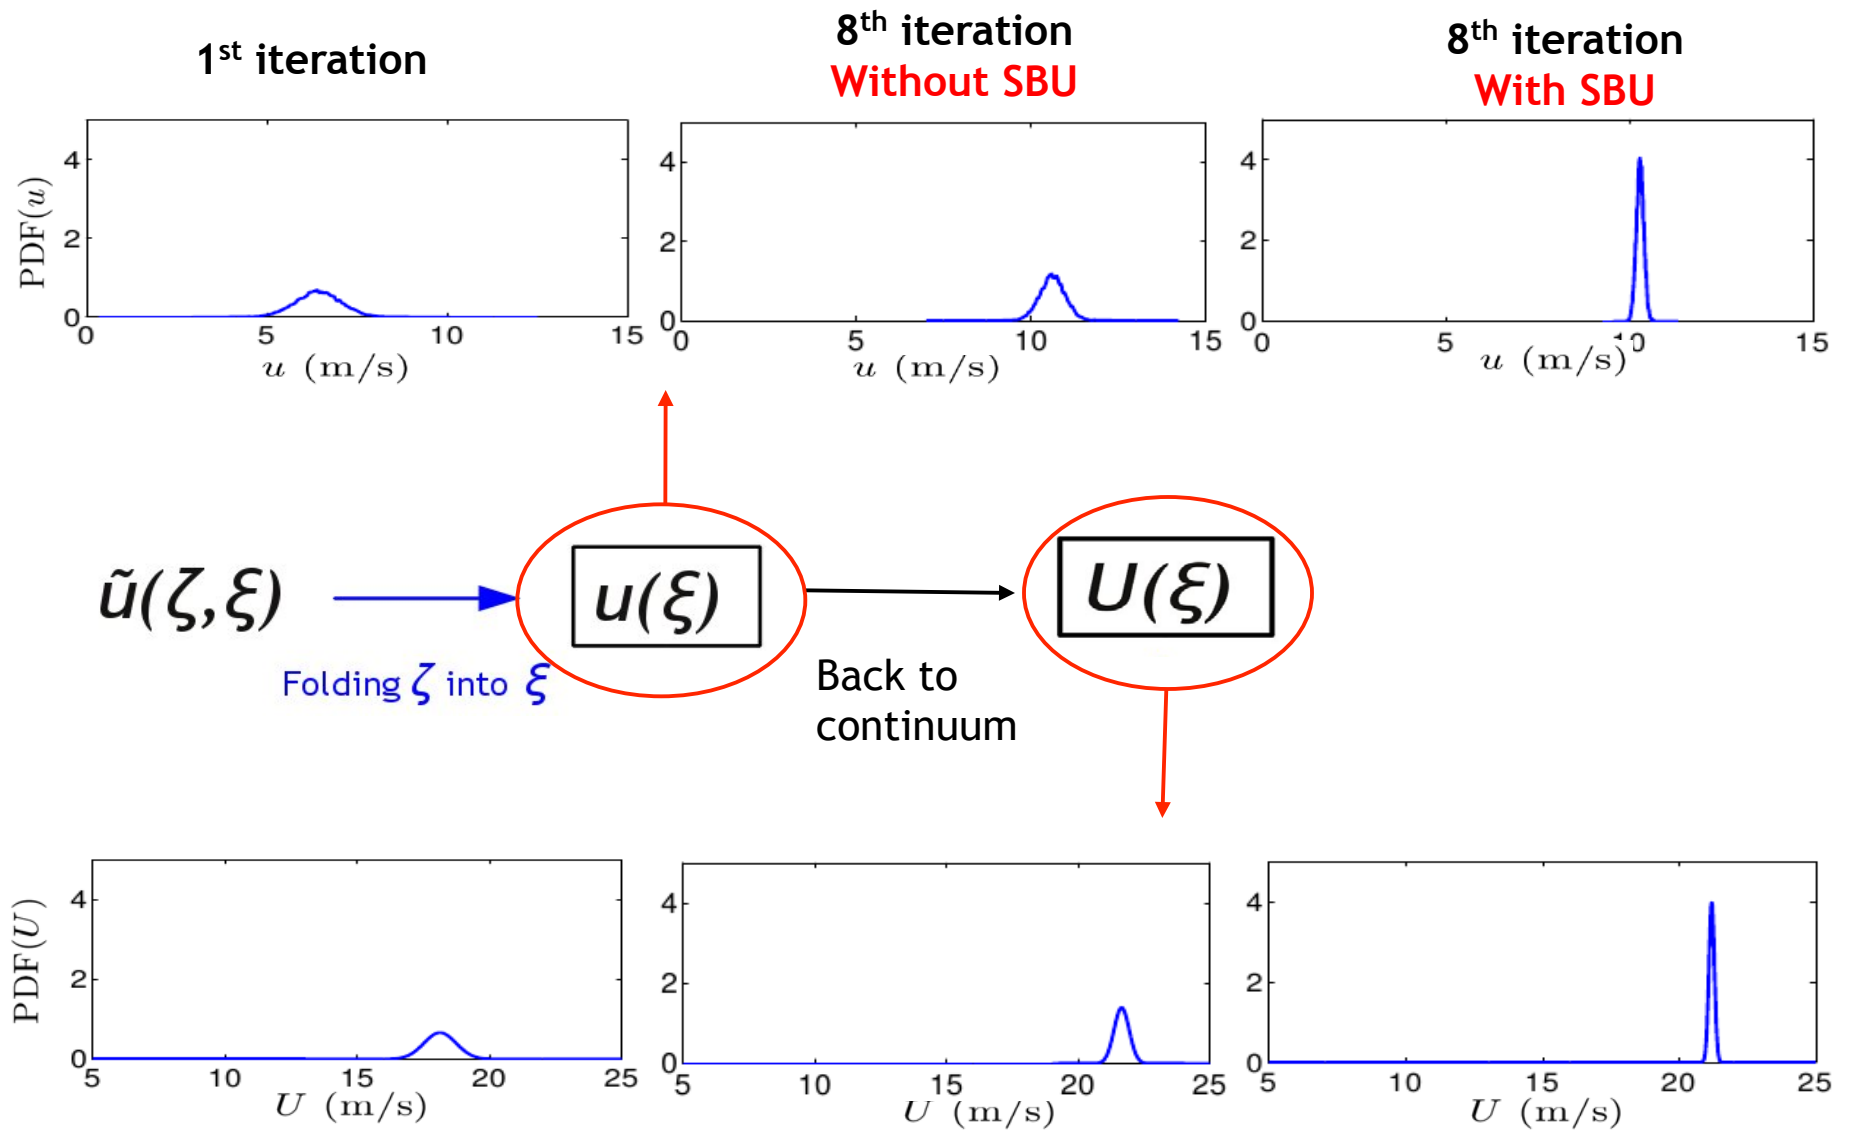 1st iteration
8th iteration
Without SBU
8th iteration
With SBU
PDF(u)
4
2
0
0 5 10 15
u (m/s)
4
2
0
0 5 10 15
u (m/s)
4
2
0
0 5 10 15
u (m/s)
ũ(ζ,ξ)
u(ξ)
U(ξ)
Folding ζ into ξ
Back to
continuum
PDF(U)
4
2
0
5 10 15 20 25
U (m/s)
4
2
0
5 10 15 20 25
U (m/s)
4
2
0
5 10 15 20 25
U (m/s)